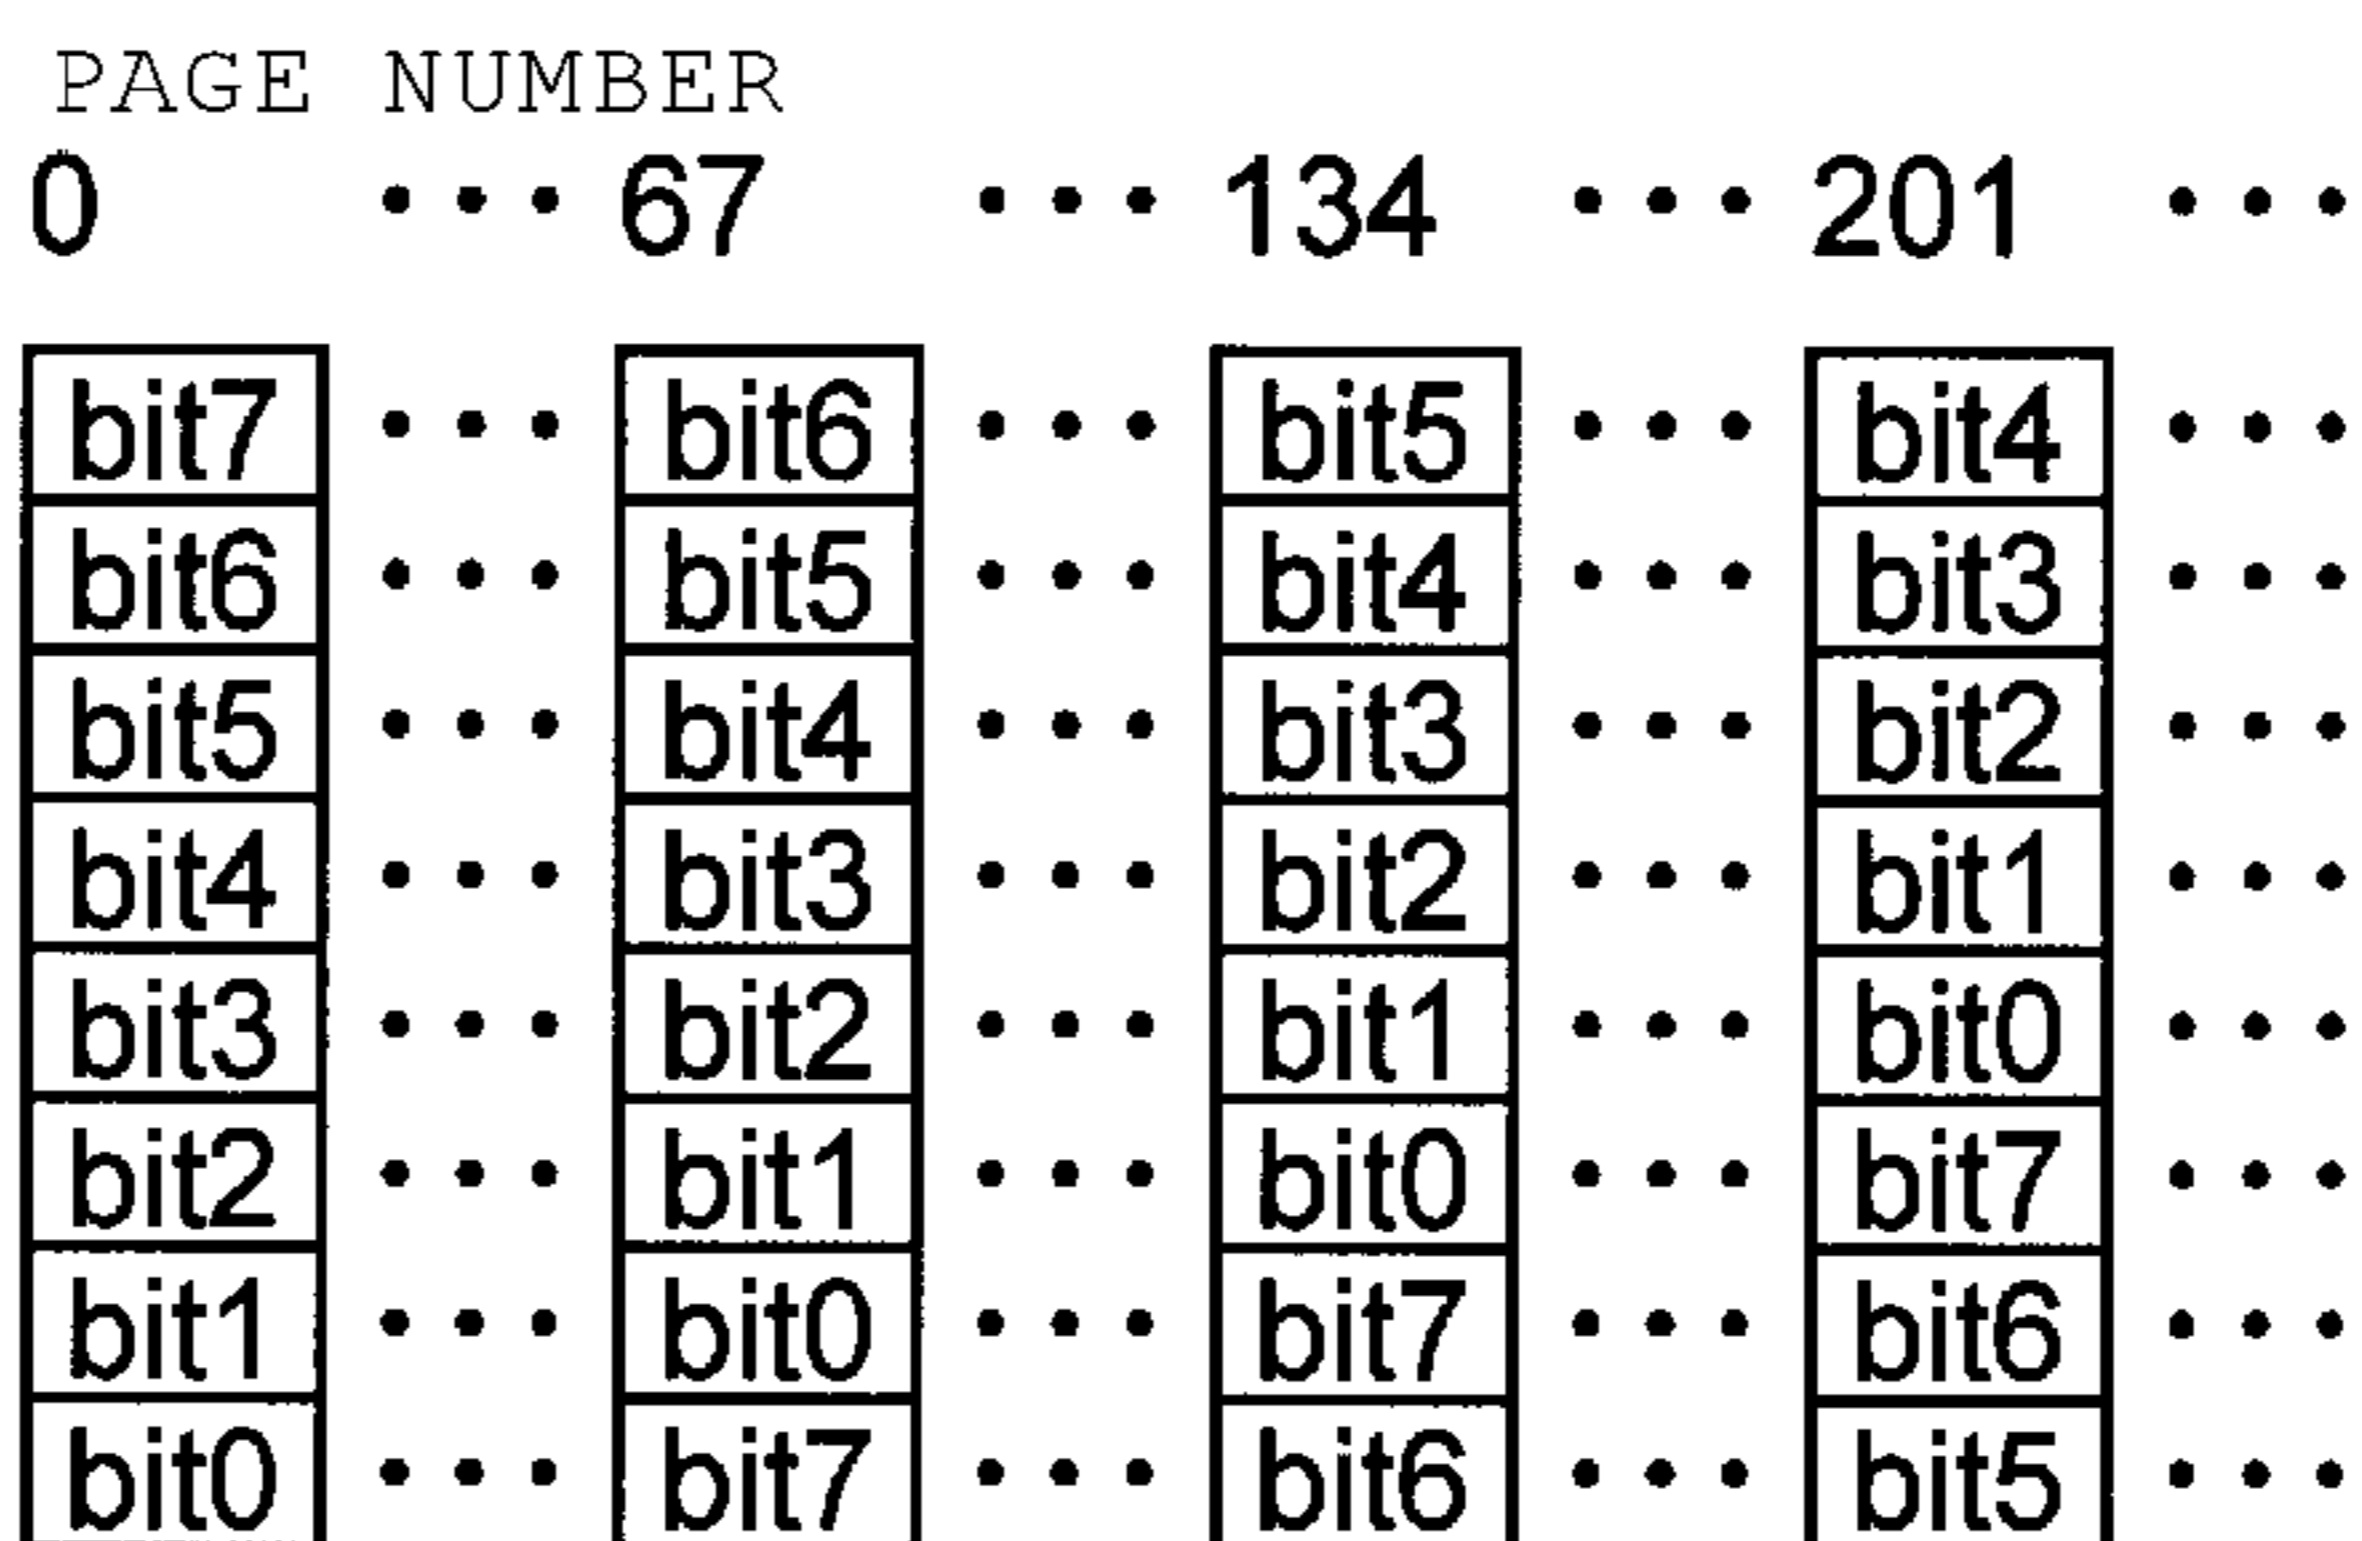 PAGE NUMBER
0 • • • 67 • • • 134 • • • 201 • • •
bit7 • • • bit6 • • • bit5 • • • bit4 • • •
bit6 • • • bit5 • • • bit4 • • • bit3 • • •
bit5 • • • bit4 • • • bit3 • • • bit2 • • •
bit4 • • • bit3 • • • bit2 • • • bit1 • • •
bit3 • • • bit2 • • • bit1 • • • bit0 • • •
bit2 • • • bit1 • • • bit0 • • • bit7 • • •
bit1 • • • bit0 • • • bit7 • • • bit6 • • •
bit0 • • • bit7 • • • bit6 • • • bit5 • • •